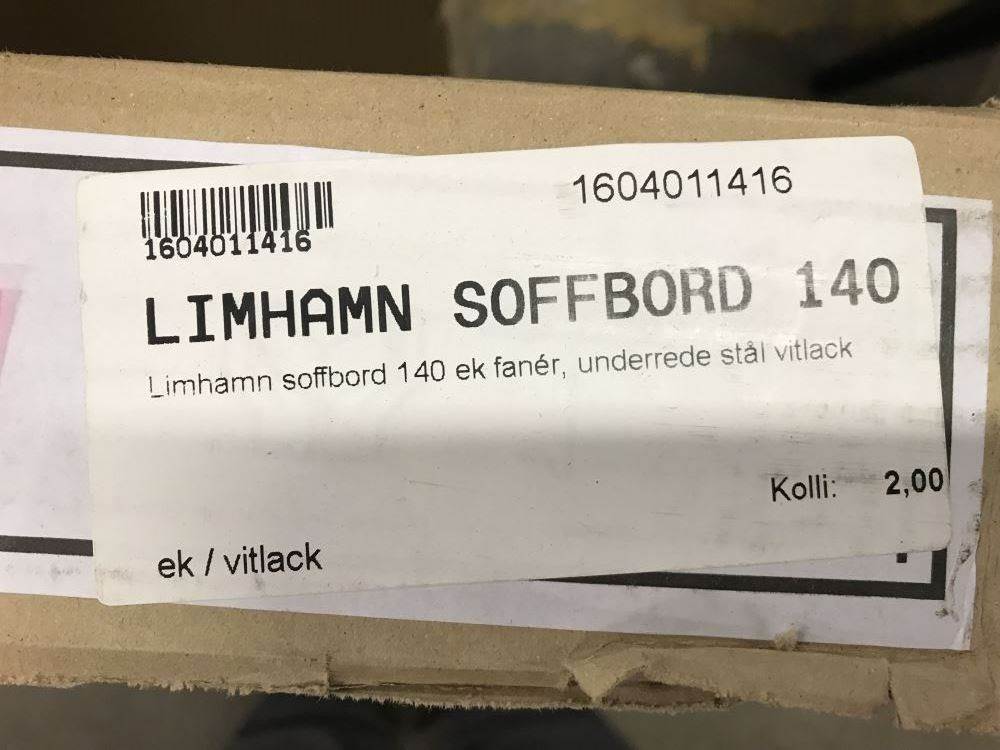 1604011416
1604011416
LIMHAMN SOFFBORD 140
Limhamn soffbord 140 ek fanér, underrede stål vitlack
Kolli: 2,00
ek / vitlack